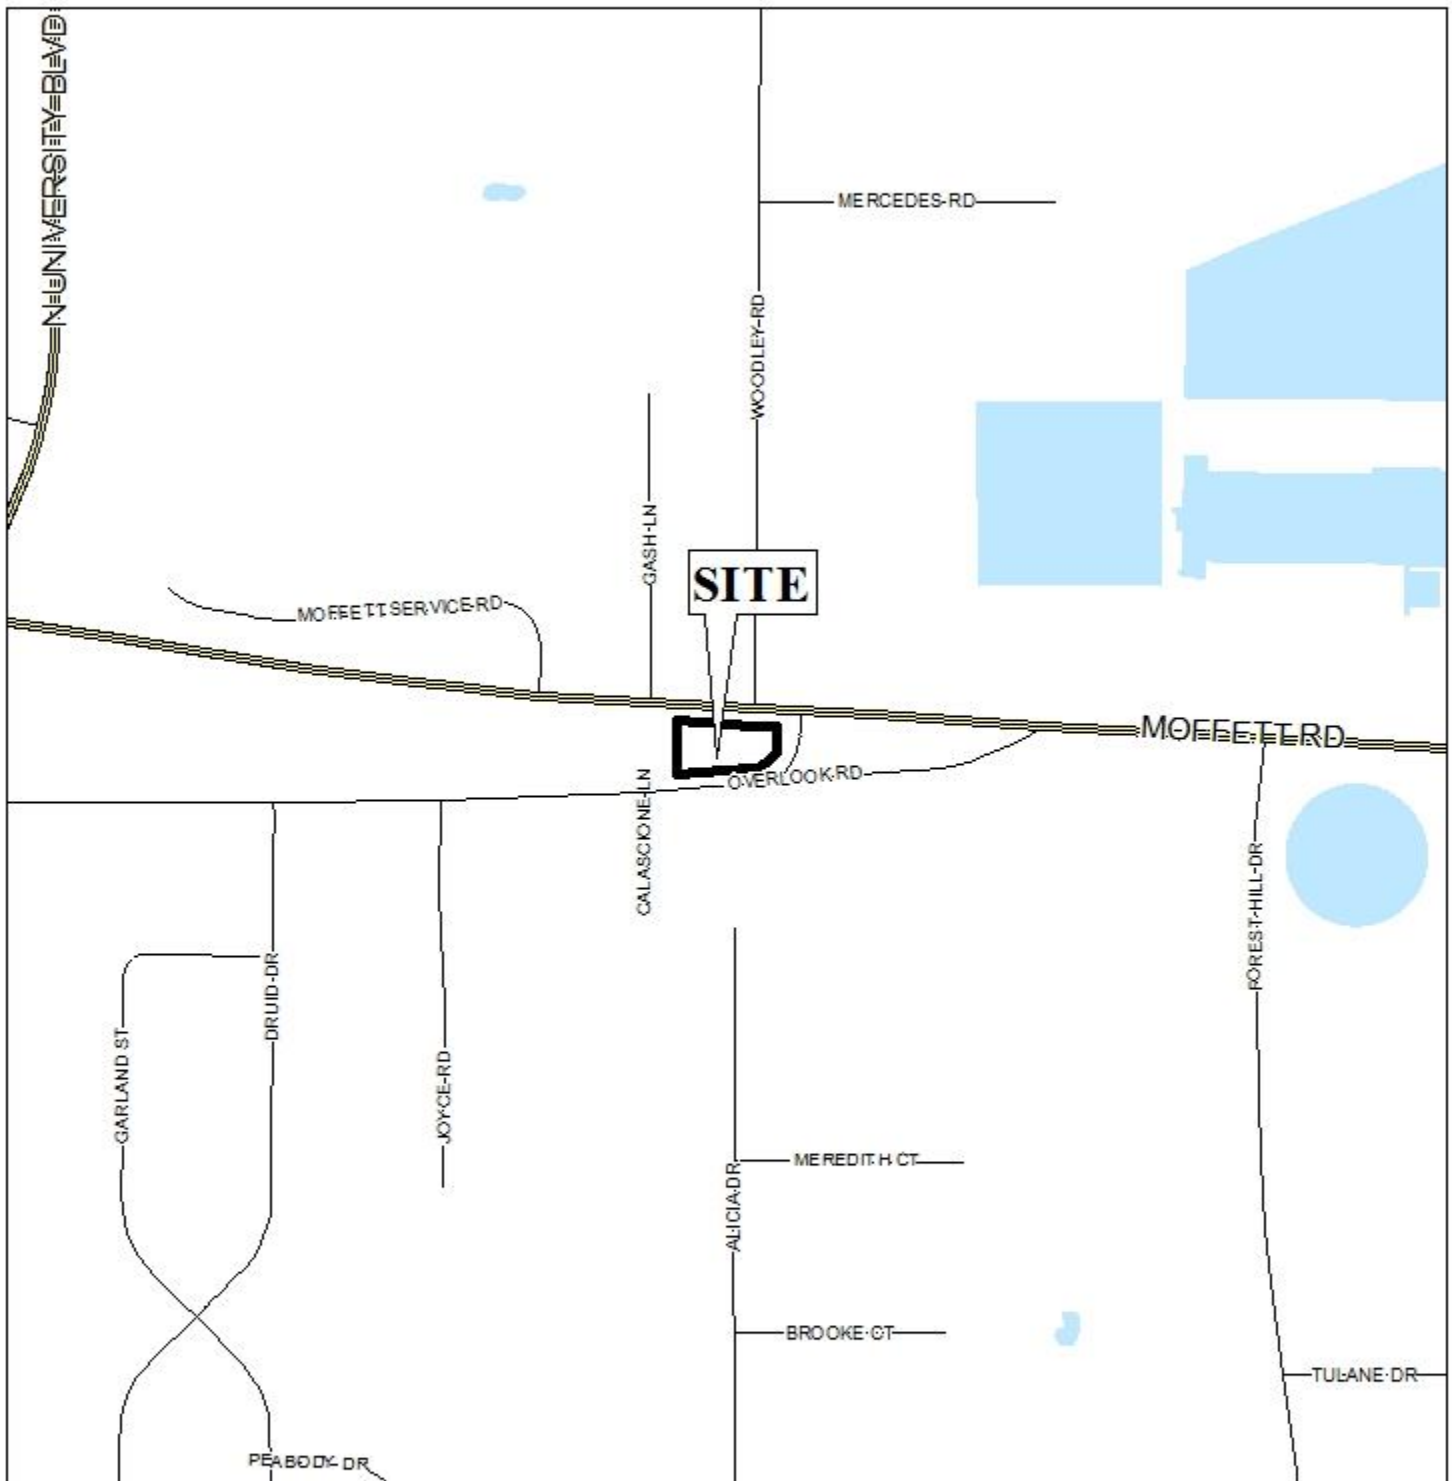 N UNIVERSITY BLVD
MERCEDES RD
WOODLEY RD
GASH LN
SITE
MOFFETT SERVICE RD
MOFFETT RD
OVERLOOK RD
CALASCIONE LN
FOREST HILL DR
DRUID DR
GARLAND ST
JOYCE RD
MEREDITH CT
ALICIA DR
BROOKE CT
TULANE DR
PEABODY DR